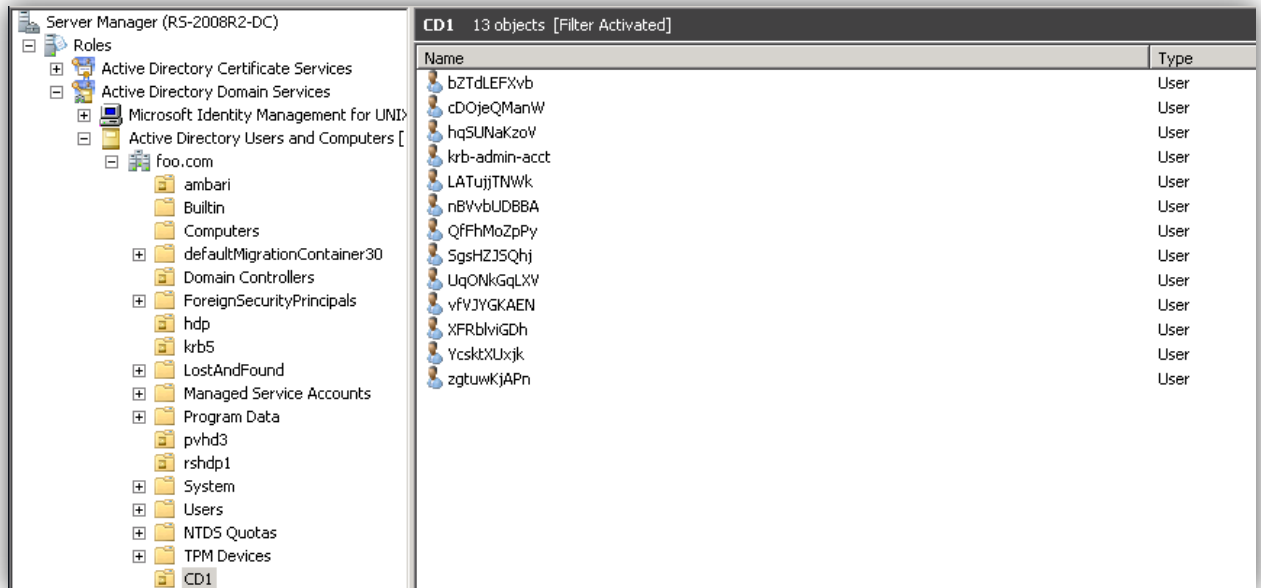 Server Manager (RS-2008R2-DC)
Roles
Active Directory Certificate Services
Active Directory Domain Services
Microsoft Identity Management for UNIX
Active Directory Users and Computers [
foo.com
ambari
Builtin
Computers
defaultMigrationContainer30
Domain Controllers
ForeignSecurityPrincipals
hdp
krb5
LostAndFound
Managed Service Accounts
Program Data
pvhd3
rshdp1
System
Users
NTDS Quotas
TPM Devices
CD1
CD1 13 objects [Filter Activated]
Name Type
bZTdLEFXvb User
cDOjeQManW User
hqSUNaKzoV User
krb-admin-acct User
LATujjTNWk User
nBVvbUDBBA User
QfFhMoZpPy User
SgsHZJSQhj User
UqONkGqLXV User
vfVJYGKAEN User
XFRblviGDh User
YcsktXUxjk User
zgtuwKjAPn User